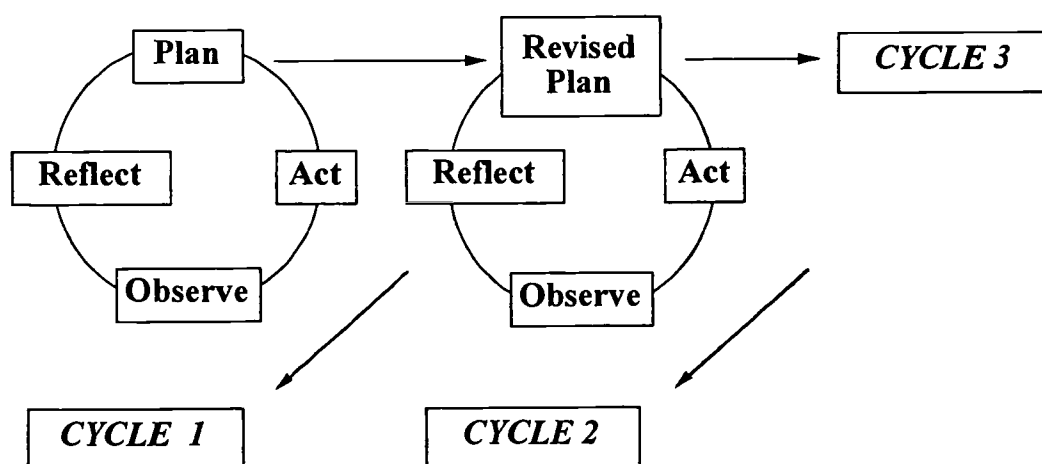 Plan
Revised
Plan
CYCLE 3
Reflect
Act
Reflect
Act
Observe
Observe
CYCLE 1
CYCLE 2